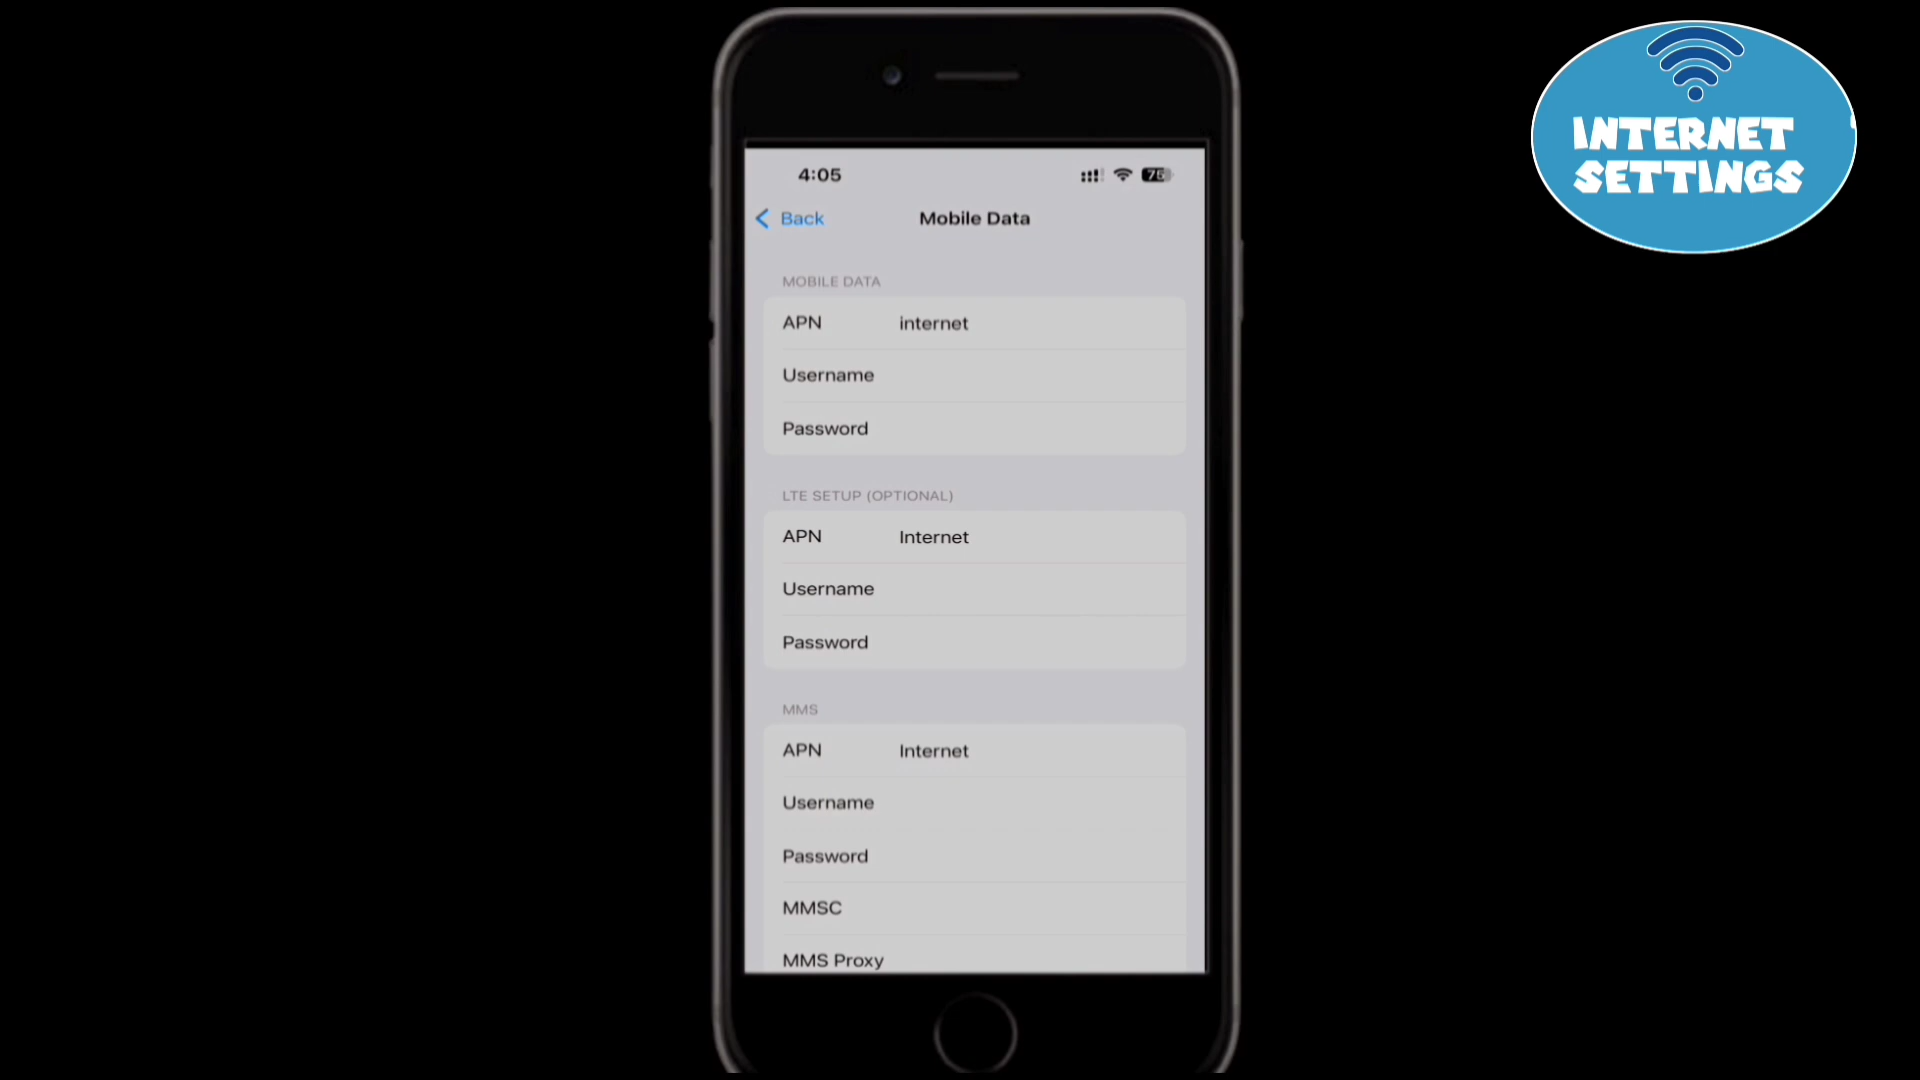 INTERNET
SETTINGS
4:05
75
Back
Mobile Data
MOBILE DATA
APN internet
Username
Password
LTE SETUP (OPTIONAL)
APN Internet
Username
Password
MMS
APN Internet
Username
Password
MMSC
MMS Proxy